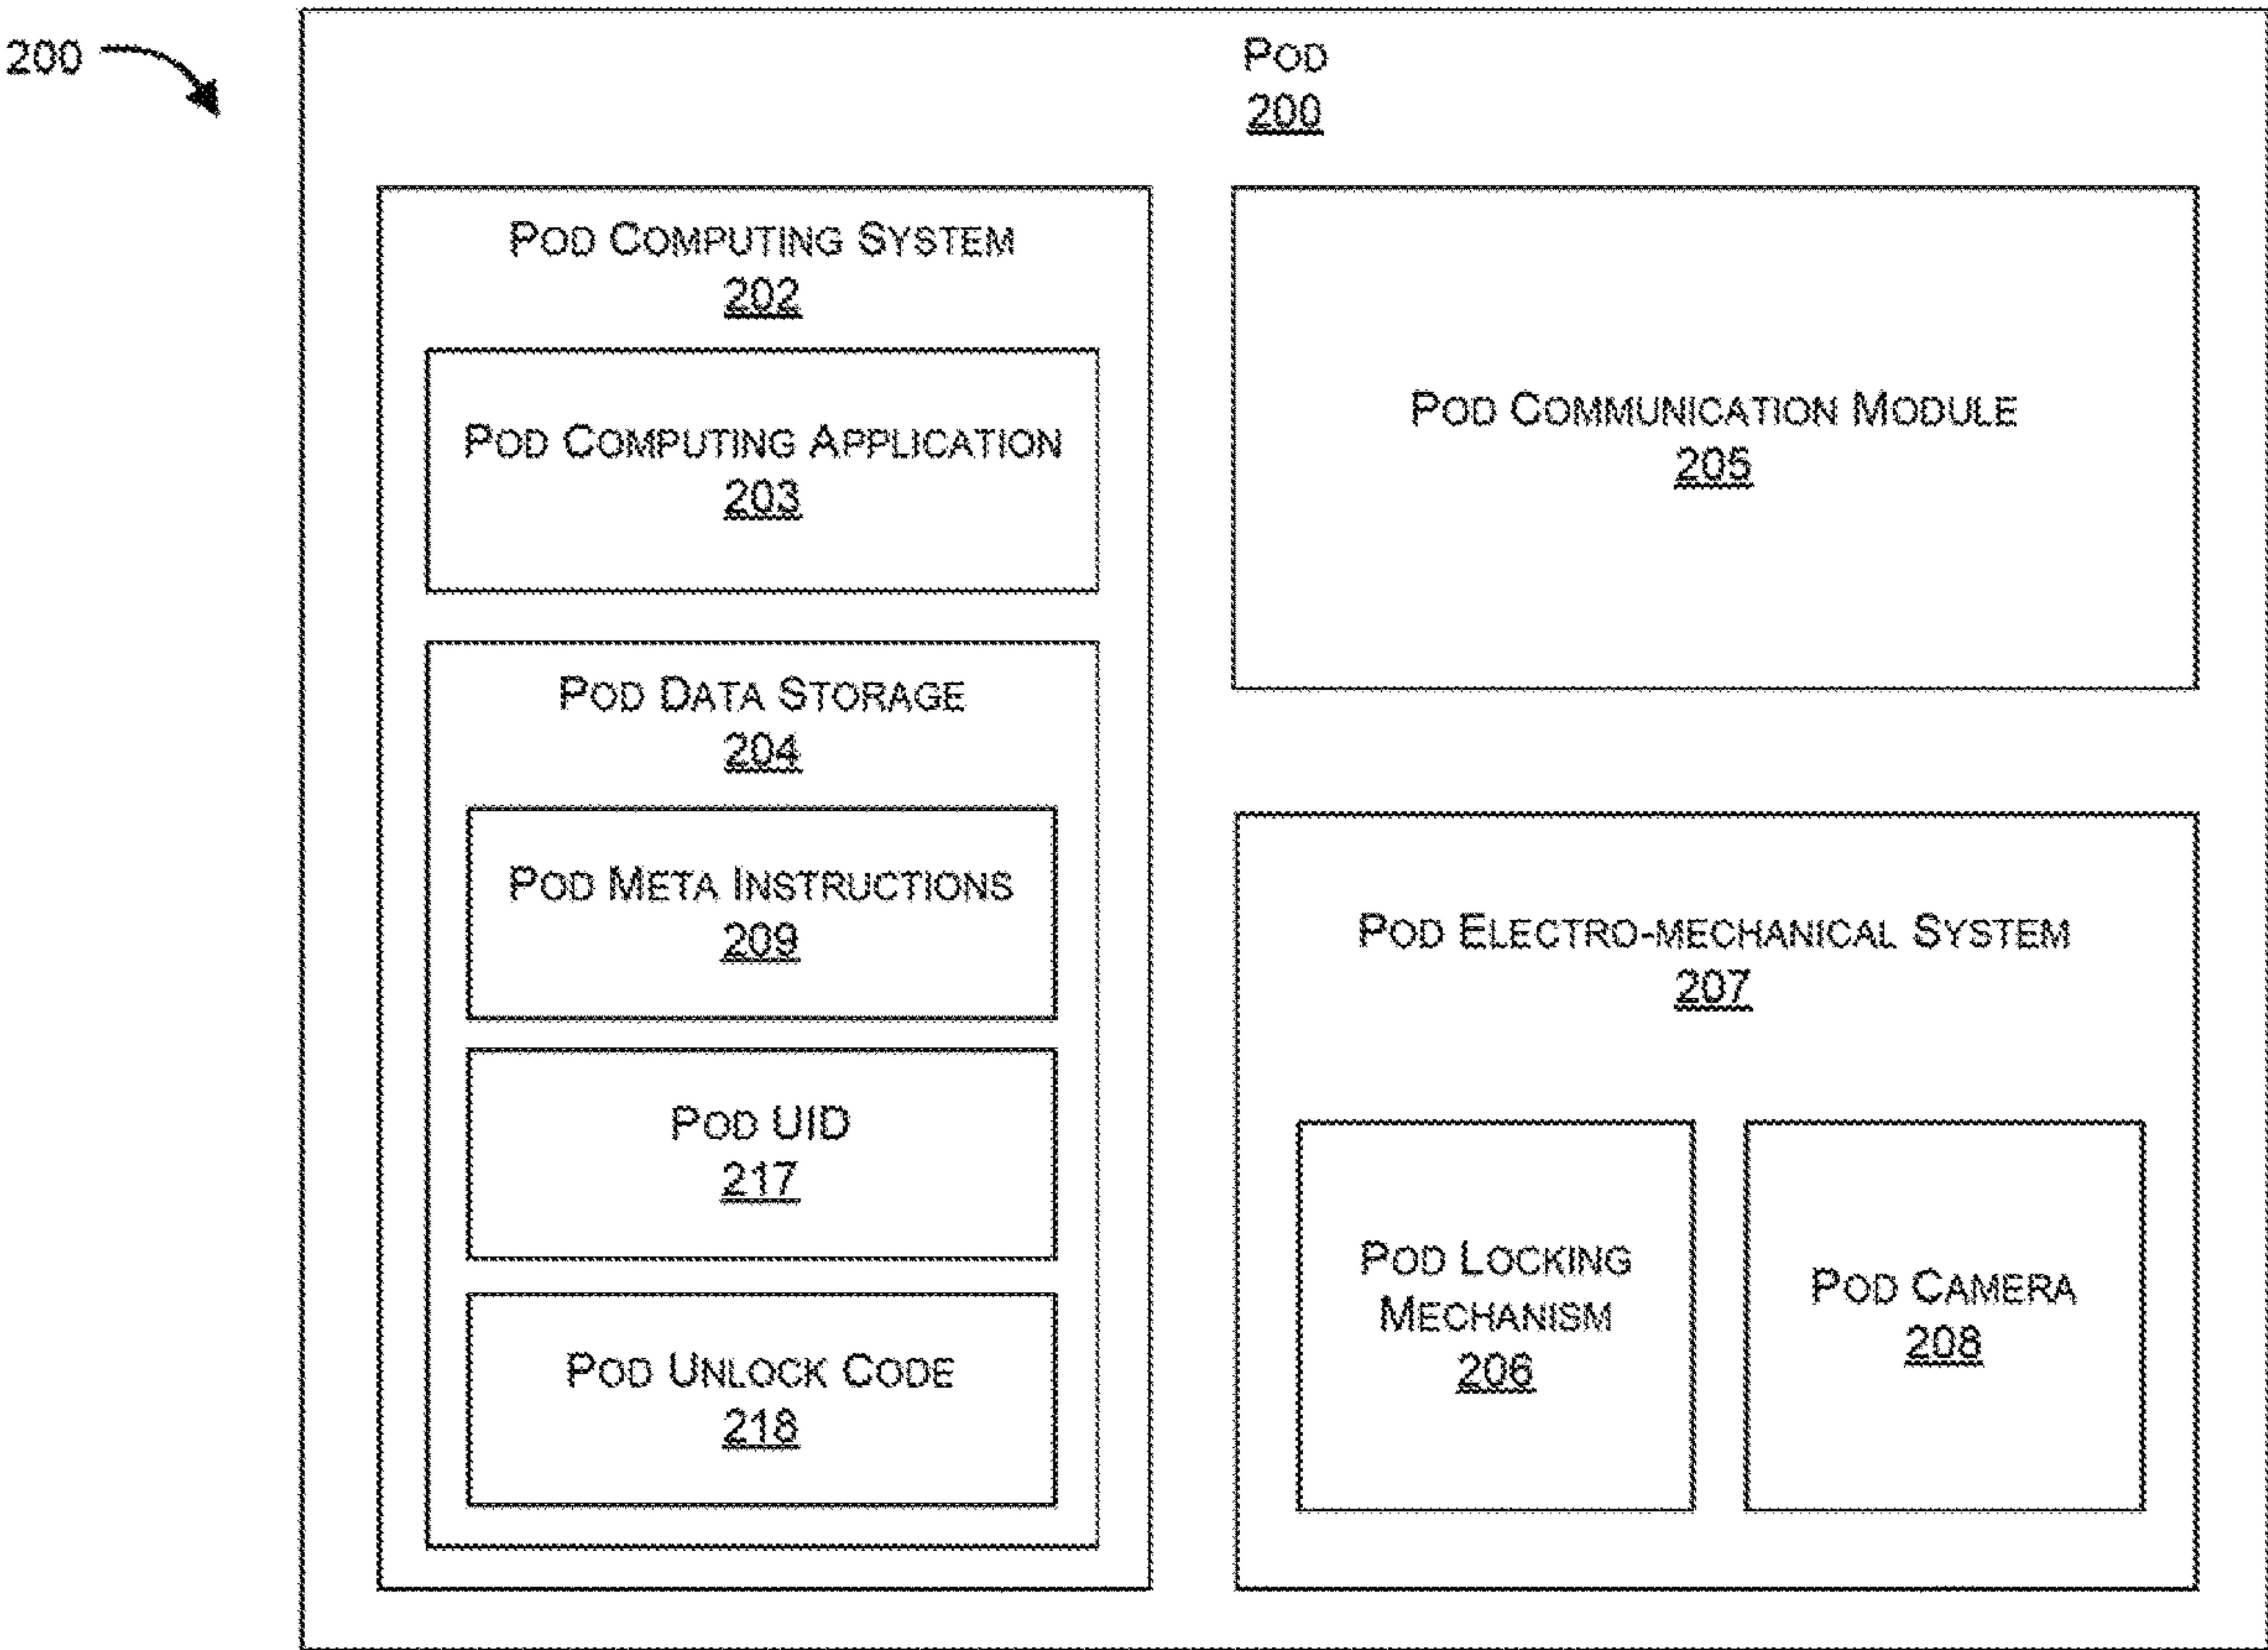 200
POD
200
POD COMPUTING SYSTEM
202
POD COMPUTING APPLICATION
203
POD DATA STORAGE
204
POD META INSTRUCTIONS
209
POD UID
217
POD UNLOCK CODE
218
POD COMMUNICATION MODULE
205
POD ELECTRO-MECHANICAL SYSTEM
207
POD LOCKING
MECHANISM
206
POD CAMERA
208